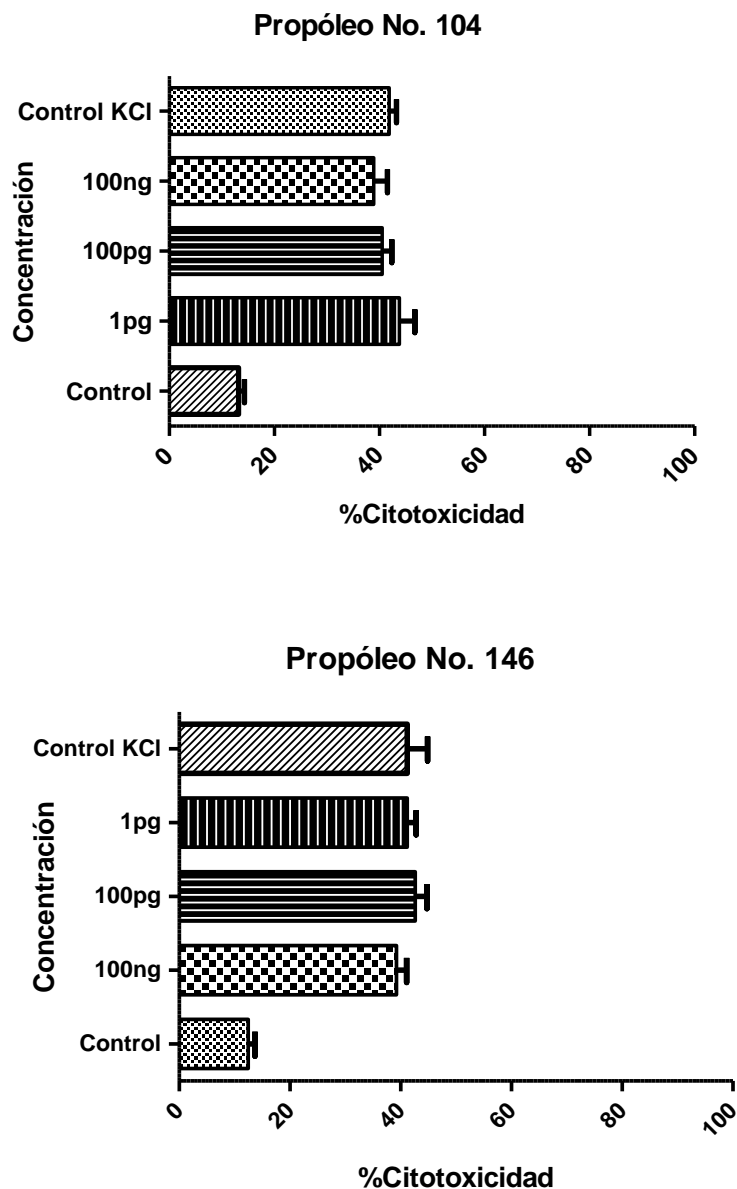 Propóleo No. 104
Concentración
Control KCl
100ng
100pg
1pg
Control
0 20 40 60 80 100
%Citotoxicidad
Propóleo No. 146
Concentración
Control KCl
1pg
100pg
100ng
Control
0 20 40 60 80 100
%Citotoxicidad